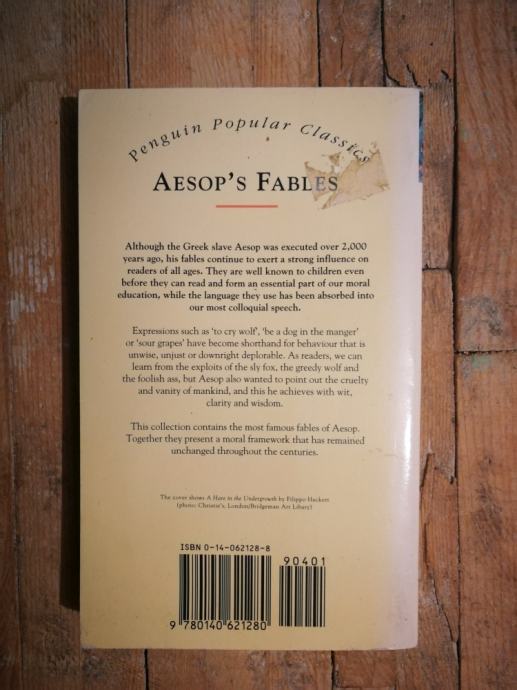 Penguin Popular Classics
AESOP'S FABLES
Although the Greek slave Aesop was executed over 2,000
years ago, his fables continue to exert a strong influence on
readers of all ages. They are well known to children even
before they can read and form an essential part of our moral
education, while the language they use has been absorbed into
our most colloquial speech.
Expressions such as 'to cry wolf', 'be a dog in the manger'
or 'sour grapes' have become shorthand for behaviour that is
unwise, unjust or downright deplorable. As readers, we can
learn from the exploits of the sly fox, the greedy wolf and
the foolish ass, but Aesop also wanted to point out the cruelty
and vanity of mankind, and this he achieves with wit,
clarity and wisdom.
This collection contains the most famous fables of Aesop.
Together they present a moral framework that has remained
unchanged throughout the centuries.
The cover shows A Hare in the Undergrowth by Filippo Hackert
(photo: Christie's, London/Bridgeman Art Library)
ISBN 0-14-062128-8
90401
9 780140 621280